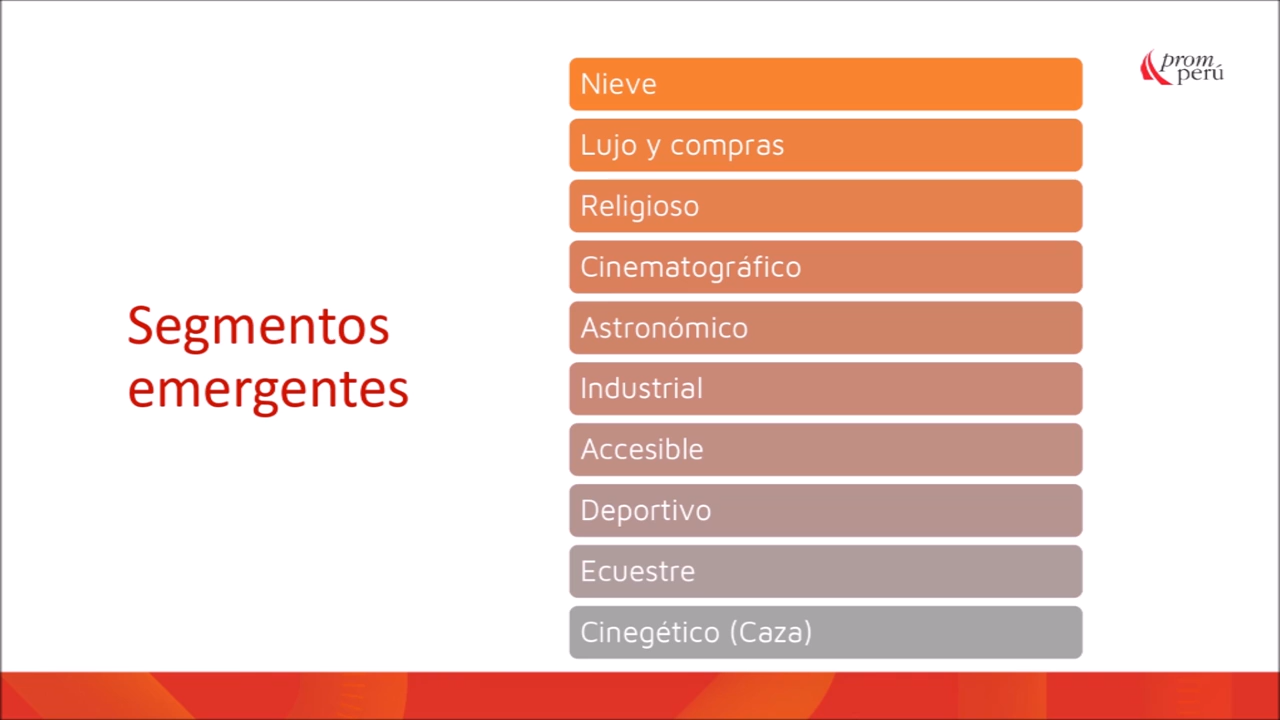 prom
perú
Segmentos
emergentes
Nieve
Lujo y compras
Religioso
Cinematográfico
Astronómico
Industrial
Accesible
Deportivo
Ecuestre
Cinegético (Caza)